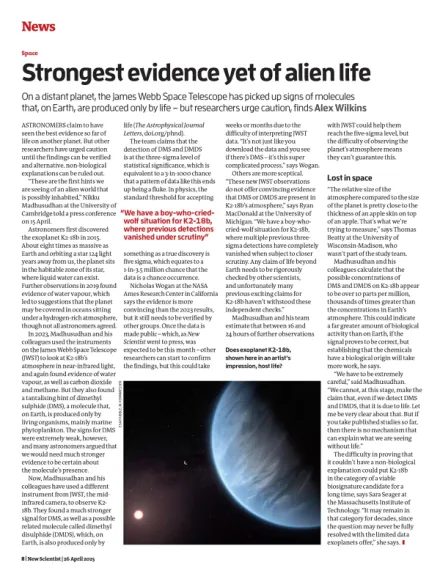 News
Space
Strongest evidence yet of alien life
On a distant planet, the James Webb Space Telescope has picked up signs of molecules
that, on Earth, are produced only by life – but researchers urge caution, finds Alex Wilkins
ASTRONOMERS claim to have
seen the best evidence so far of
life on another planet. But other
researchers have urged caution
until the findings can be verified
and alternative, non-biological
explanations can be ruled out.
"These are the first hints we
are seeing of an alien world that
is possibly inhabited," Nikku
Madhusudhan at the University of
Cambridge told a press conference
on 15 April.
Astronomers first discovered
the exoplanet K2-18b in 2015.
About eight times as massive as
Earth and orbiting a star 124 light
years away from us, the planet sits
in the habitable zone of its star,
where liquid water can exist.
Further observations in 2019 found
evidence of water vapour, which
led to suggestions that the planet
may be covered in oceans sitting
under a hydrogen-rich atmosphere,
though not all astronomers agreed.
In 2023, Madhusudhan and his
colleagues used the instruments
on the James Webb Space Telescope
(JWST) to look at K2-18b's
atmosphere in near-infrared light,
and again found evidence of water
vapour, as well as carbon dioxide
and methane. But they also found
a tantalising hint of dimethyl
sulphide (DMS), a molecule that,
on Earth, is produced only by
living organisms, mainly marine
phytoplankton. The signs for DMS
were extremely weak, however,
and many astronomers argued that
we would need much stronger
evidence to be certain about
the molecule's presence.
Now, Madhusudhan and his
colleagues have used a different
instrument from JWST, the mid-
infrared camera, to observe K2-
18b. They found a much stronger
signal for DMS, as well as a possible
related molecule called dimethyl
disulphide (DMDS), which, on
Earth, is also produced only by
life (The Astrophysical Journal
Letters, doi.org/phsd).
The team claims that the
detection of DMS and DMDS
is at the three-sigma level of
statistical significance, which is
equivalent to a 3 in 1000 chance
that a pattern of data like this ends
up being a fluke. In physics, the
standard threshold for accepting
"We have a boy-who-cried-
wolf situation for K2-18b,
where previous detections
vanished under scrutiny"
something as a true discovery is
five sigma, which equates to a
1-in-3.5 million chance that the
data is a chance occurrence.
Nicholas Wogan at the NASA
Ames Research Center in California
says the evidence is more
convincing than the 2023 results,
but it still needs to be verified by
other groups. Once the data is
made public – which, as New
Scientist went to press, was
expected to be this month – other
researchers can start to confirm
the findings, but this could take
weeks or months due to the
difficulty of interpreting JWST
data. "It's not just like you
download the data and you see
if there's DMS – it's this super
complicated process," says Wogan.
Others are more sceptical.
"These new JWST observations
do not offer convincing evidence
that DMS or DMDS are present in
K2-18b's atmosphere," says Ryan
MacDonald at the University of
Michigan. "We have a boy-who-
cried-wolf situation for K2-18b,
where multiple previous three-
sigma detections have completely
vanished when subject to closer
scrutiny. Any claim of life beyond
Earth needs to be rigorously
checked by other scientists,
and unfortunately many
previous exciting claims for
K2-18b haven't withstood these
independent checks."
Madhusudhan and his team
estimate that between 16 and
24 hours of further observations
Does exoplanet K2-18b,
shown here in an artist's
impression, host life?
with JWST could help them
reach the five-sigma level, but
the difficulty of observing the
planet's atmosphere means
they can't guarantee this.
Lost in space
"The relative size of the
atmosphere compared to the size
of the planet is pretty close to the
thickness of an apple skin on top
of an apple. That's what we're
trying to measure," says Thomas
Beatty at the University of
Wisconsin-Madison, who
wasn't part of the study team.
Madhusudhan and his
colleagues calculate that the
possible concentrations of
DMS and DMDS on K2-18b appear
to be over 10 parts per million,
thousands of times greater than
the concentrations in Earth's
atmosphere. This could indicate
a far greater amount of biological
activity than on Earth, if the
signal proves to be correct, but
establishing that the chemicals
have a biological origin will take
more work, he says.
"We have to be extremely
careful," said Madhusudhan.
"We cannot, at this stage, make the
claim that, even if we detect DMS
and DMDS, that it is due to life. Let
me be very clear about that. But if
you take published studies so far,
then there is no mechanism that
can explain what we are seeing
without life."
The difficulty in proving that
it couldn't have a non-biological
explanation could put K2-18b
in the category of a viable
biosignature candidate for a
long time, says Sara Seager at
the Massachusetts Institute of
Technology. "It may remain in
that category for decades, since
the question may never be fully
resolved with the limited data
exoplanets offer," she says.
8 | New Scientist | 26 April 2025